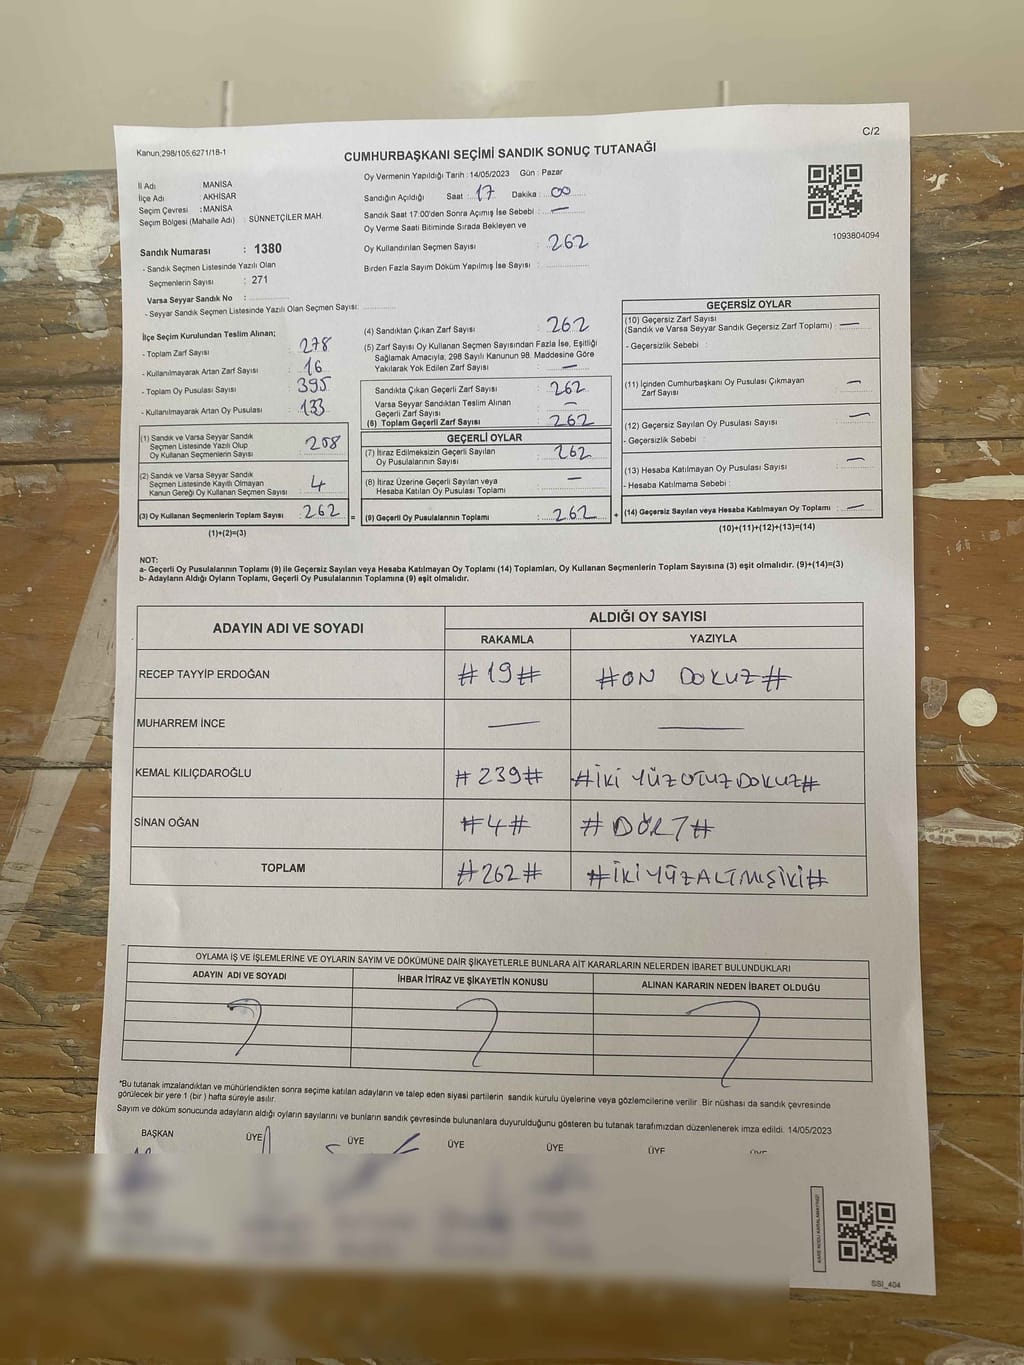 Kanun;298/105,6271/18-1
C/2
CUMHURBAŞKANI SEÇİMİ SANDIK SONUÇ TUTANAĞI
İl Adı : MANİSA
İlçe Adı : AKHİSAR
Seçim Çevresi : MANİSA
Seçim Bölgesi (Mahalle Adı) : SÜNNETÇİLER MAH.
Sandık Numarası : 1380
- Sandık Seçmen Listesinde Yazılı Olan
Seçmenlerin Sayısı : 271
Varsa Seyyar Sandık No :
- Seyyar Sandık Seçmen Listesinde Yazılı Olan Seçmen Sayısı:
Oy Vermenin Yapıldığı Tarih : 14/05/2023 Gün : Pazar
Sandığın Açıldığı Saat : 17 Dakika : 00
Sandık Saat 17:00'den Sonra Açımış İse Sebebi : —
Oy Verme Saati Bitiminde Sırada Bekleyen ve
Oy Kullandırılan Seçmen Sayısı : 262
Birden Fazla Sayım Döküm Yapılmış İse Sayısı :
1093804094
İlçe Seçim Kurulundan Teslim Alınan;
- Toplam Zarf Sayısı : 278
- Kullanılmayarak Artan Zarf Sayısı : 16
- Toplam Oy Pusulası Sayısı : 395
- Kullanılmayarak Artan Oy Pusulası : 133
(1) Sandık ve Varsa Seyyar Sandık
Seçmen Listesinde Yazılı Olup
Oy Kullanan Seçmenlerin Sayısı : 258
(2) Sandık ve Varsa Seyyar Sandık
Seçmen Listesinde Kayıtlı Olmayan
Kanun Gereği Oy Kullanan Seçmen Sayısı : 4
(3) Oy Kullanan Seçmenlerin Toplam Sayısı : 262 =
(1)+(2)=(3)
(4) Sandıktan Çıkan Zarf Sayısı : 262
(5) Zarf Sayısı Oy Kullanan Seçmen Sayısından Fazla İse, Eşitliği
Sağlamak Amacıyla, 298 Sayılı Kanunun 98. Maddesine Göre
Yakılarak Yok Edilen Zarf Sayısı : —
Sandıkta Çıkan Geçerli Zarf Sayısı : 262
Varsa Seyyar Sandıktan Teslim Alınan
Geçerli Zarf Sayısı : —
(6) Toplam Geçerli Zarf Sayısı : 262
GEÇERLİ OYLAR
(7) İtiraz Edilmeksizin Geçerli Sayılan
Oy Pusulalarının Sayısı : 262
(8) İtiraz Üzerine Geçerli Sayılan veya
Hesaba Katılan Oy Pusulası Toplamı : —
(9) Geçerli Oy Pusulalarının Toplamı : 262 +
GEÇERSİZ OYLAR
(10) Geçersiz Zarf Sayısı
(Sandık ve Varsa Seyyar Sandık Geçersiz Zarf Toplamı) : —
- Geçersizlik Sebebi :
(11) İçinden Cumhurbaşkanı Oy Pusulası Çıkmayan
Zarf Sayısı : —
(12) Geçersiz Sayılan Oy Pusulası Sayısı : —
- Geçersizlik Sebebi :
(13) Hesaba Katılmayan Oy Pusulası Sayısı : —
- Hesaba Katılmama Sebebi :
(14) Geçersiz Sayılan veya Hesaba Katılmayan Oy Toplamı : —
(10)+(11)+(12)+(13)=(14)
NOT:
a- Geçerli Oy Pusulalarının Toplamı (9) ile Geçersiz Sayılan veya Hesaba Katılmayan Oy Toplamı (14) Toplamları, Oy Kullanan Seçmenlerin Toplam Sayısına (3) eşit olmalıdır. (9)+(14)=(3)
b- Adayların Aldığı Oyların Toplamı, Geçerli Oy Pusulalarının Toplamına (9) eşit olmalıdır.
ADAYIN ADI VE SOYADI
ALDIĞI OY SAYISI
RAKAMLA YAZIYLA
RECEP TAYYİP ERDOĞAN #19# #ON DOKUZ#
MUHARREM İNCE — —
KEMAL KILIÇDAROĞLU #239# #İKİ YÜZ OTUZ DOKUZ#
SİNAN OĞAN #4# #DÖRT#
TOPLAM #262# #İKİ YÜZ ALTMIŞ İKİ#
OYLAMA İŞ VE İŞLEMLERİNE VE OYLARIN SAYIM VE DÖKÜMÜNE DAİR ŞİKAYETLERLE BUNLARA AİT KARARLARIN NELERDEN İBARET BULUNDUKLARI
ADAYIN ADI VE SOYADI İHBAR İTİRAZ VE ŞİKAYETİN KONUSU ALINAN KARARIN NEDEN İBARET OLDUĞU
*Bu tutanak imzalandıktan ve mühürlendikten sonra seçime katılan adayların ve talep eden siyasi partilerin sandık kurulu üyelerine veya gözlemcilerine verilir. Bir nüshası da sandık çevresinde
görülecek bir yere 1 (bir) hafta süreyle asılır.
Sayım ve döküm sonucunda adayların aldığı oyların sayılarını ve bunların sandık çevresinde bulunanlara duyurulduğunu gösteren bu tutanak tarafımızdan düzenlenerek imza edildi. 14/05/2023
BAŞKAN ÜYE ÜYE ÜYE ÜYE ÜYE ÜYE
SSI_404